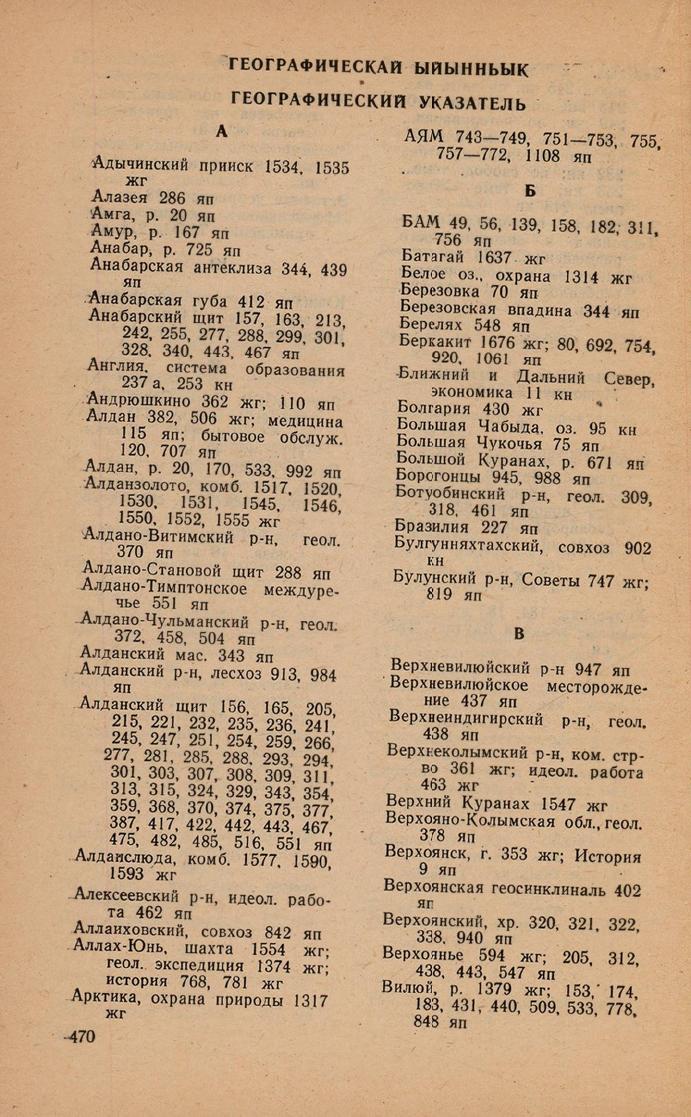 ГЕОГРАФИЧЕСКАЙ ЫЙЫННЬЫК
ГЕОГРАФИЧЕСКИЙ УКАЗАТЕЛЬ
А
Адычинский прииск 1534, 1535
жг
Алазея 286 яп
Амга, р. 20 яп
Амур, р. 167 яп
Анабар, р. 725 яп
Анабарская антеклиза 344, 439
яп
Анабарская губа 412 яп
Анабарский щит 157, 163, 213,
242, 255, 277, 288, 299, 301,
328, 340, 443, 467 яп
Англия, система образования
237 а, 253 кн
Андрюшкино 362 жг; 110 яп
Алдан 382, 506 жг; медицина
115 яп; бытовое обслуж.
120, 707 яп
Алдан, р. 20, 170, 533, 992 яп
Алданзолото, комб. 1517, 1520,
1530, 1531, 1545, 1546,
1550, 1552, 1555 жг
Алдано-Витимский р-н, геол.
370 яп
Алдано-Становой щит 288 яп
Алдано-Тимптонское междуре-
чье 551 яп
Алдано-Чульманский р-н, геол.
372, 458, 504 яп
Алданский мас. 343 яп
Алданский р-н, лесхоз 913, 984
яп
Алданский щит 156, 165, 205,
215, 221, 232, 235, 236, 241,
245, 247, 251, 254, 259, 266,
277, 281, 285, 288, 293, 294,
301, 303, 307, 308, 309, 311,
313, 315, 324, 329, 343, 354,
359, 368, 370, 374, 375, 377,
387, 417, 422, 442, 443, 467,
475, 482, 485, 516, 551 яп
Алданслюда, комб. 1577, 1590,
1593 жг
Алексеевский р-н, идеол. рабо-
та 462 яп
Аллаиховский, совхоз 842 яп
Аллах-Юнь, шахта 1554 жг;
геол. экспедиция 1374 жг;
история 768, 781 жг
Арктика, охрана природы 1317
жг
470
АЯМ 743—749, 751—753, 755,
757—772, 1108 яп
Б
БАМ 49, 56, 139, 158, 182, 311,
756 яп
Батагай 1637 жг
Белое оз., охрана 1314 жг
Березовка 70 яп
Березовская впадина 344 яп
Берелях 548 яп
Беркакит 1676 жг; 80, 692, 754,
920, 1061 яп
Ближний и Дальний Север,
экономика 11 кн
Болгария 430 жг
Большая Чабыда, оз. 95 кн
Большая Чукочья 75 яп
Большой Куранах, р. 671 яп
Борогонцы 945, 988 яп
Ботуобинский р-н, геол. 309,
318, 461 яп
Бразилия 227 яп
Булгунняхтахский, совхоз 902
кн
Булунский р-н, Советы 747 жг;
819 яп
В
Верхневилюйский р-н 947 яп
Верхневилюйское месторожде-
ние 437 яп
Верхнеиндигирский р-н, геол.
438 яп
Верхнеколымский р-н, ком. стр-
во 361 жг; идеол. работа
463 жг
Верхний Куранах 1547 жг
Верхояно-Колымская обл., геол.
378 яп
Верхоянск, г. 353 жг; История
9 яп
Верхоянская геосинклиналь 402
яп
Верхоянский, хр. 320, 321, 322,
338, 940 яп
Верхоянье 594 жг; 205, 312,
438, 443, 547 яп
Вилюй, р. 1379 жг; 153, 174,
183, 431, 440, 509, 533, 778,
848 яп